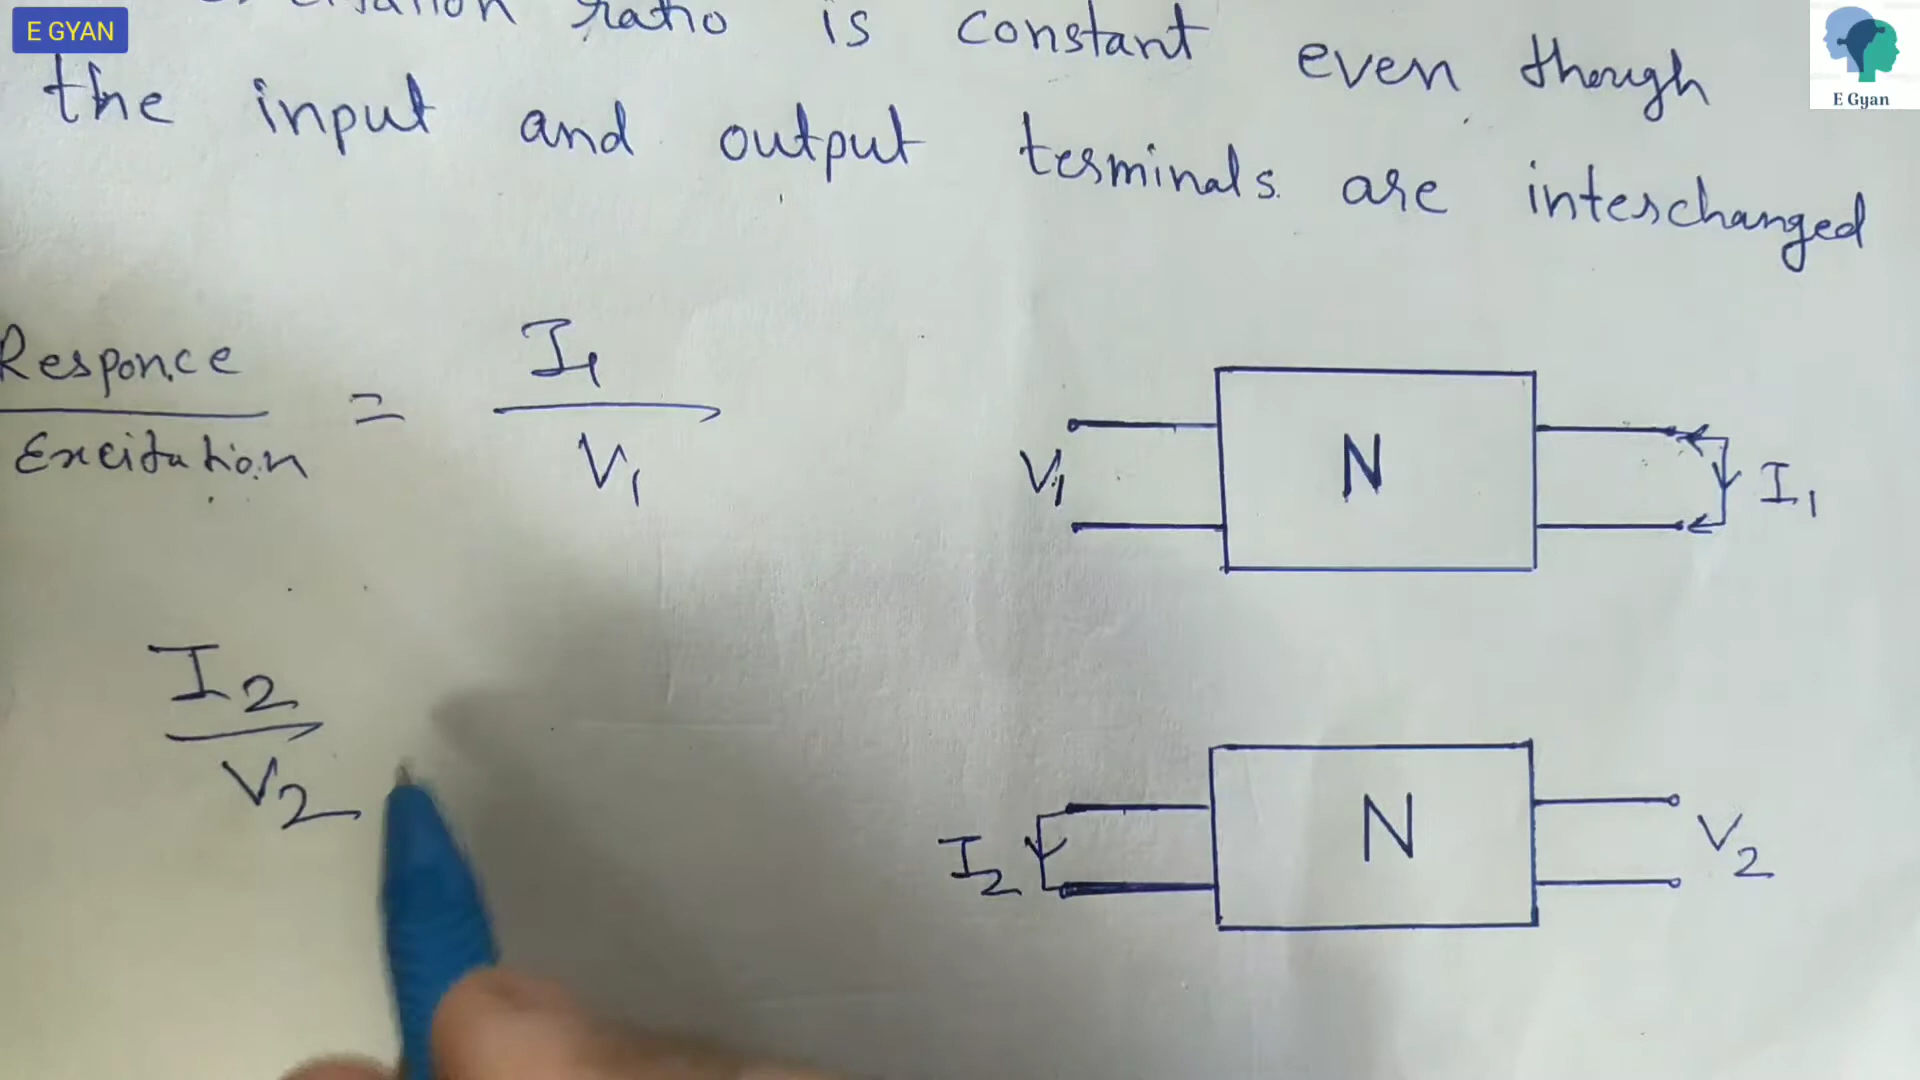 E GYAN
ratio is constant even though
the input and output terminals are interchanged
E Gyan
Responce
Excitation
=
I1
V1
V1
N
I1
I2
V2
I2
N
V2